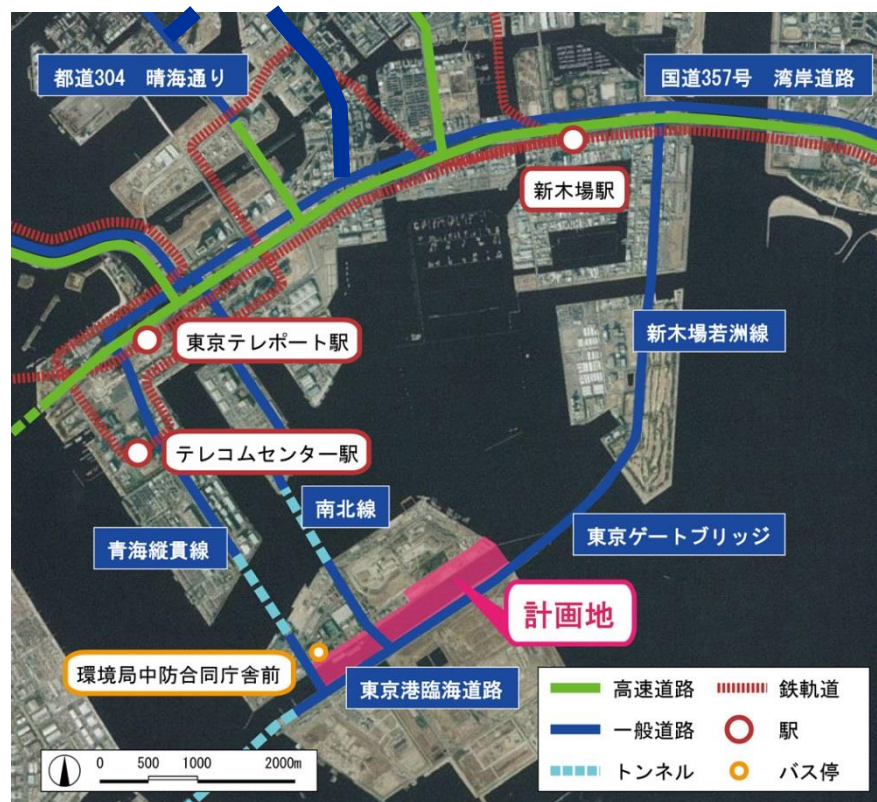 都道304 晴海通り
国道357号 湾岸道路
新木場駅
東京テレポート駅
新木場若洲線
テレコムセンター駅
南北線
青海縦貫線
東京ゲートブリッジ
計画地
環境局中防合同庁舎前
東京港臨海道路
高速道路
鉄軌道
一般道路
駅
トンネル
バス停
0 500 1000 2000m